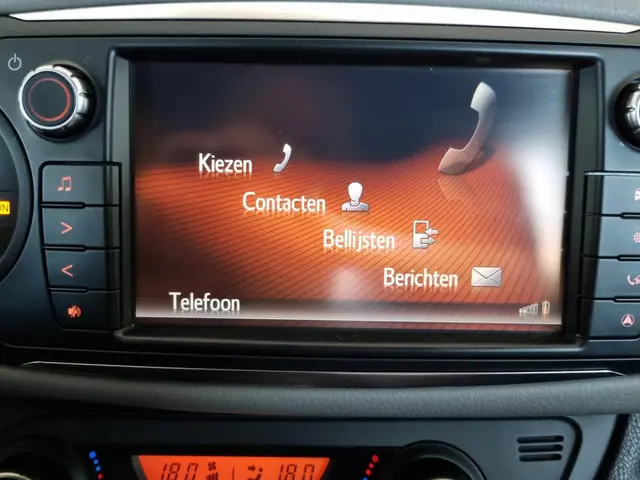 Kiezen
Contacten
Bellijsten
Berichten
Telefoon
18.0 18.0